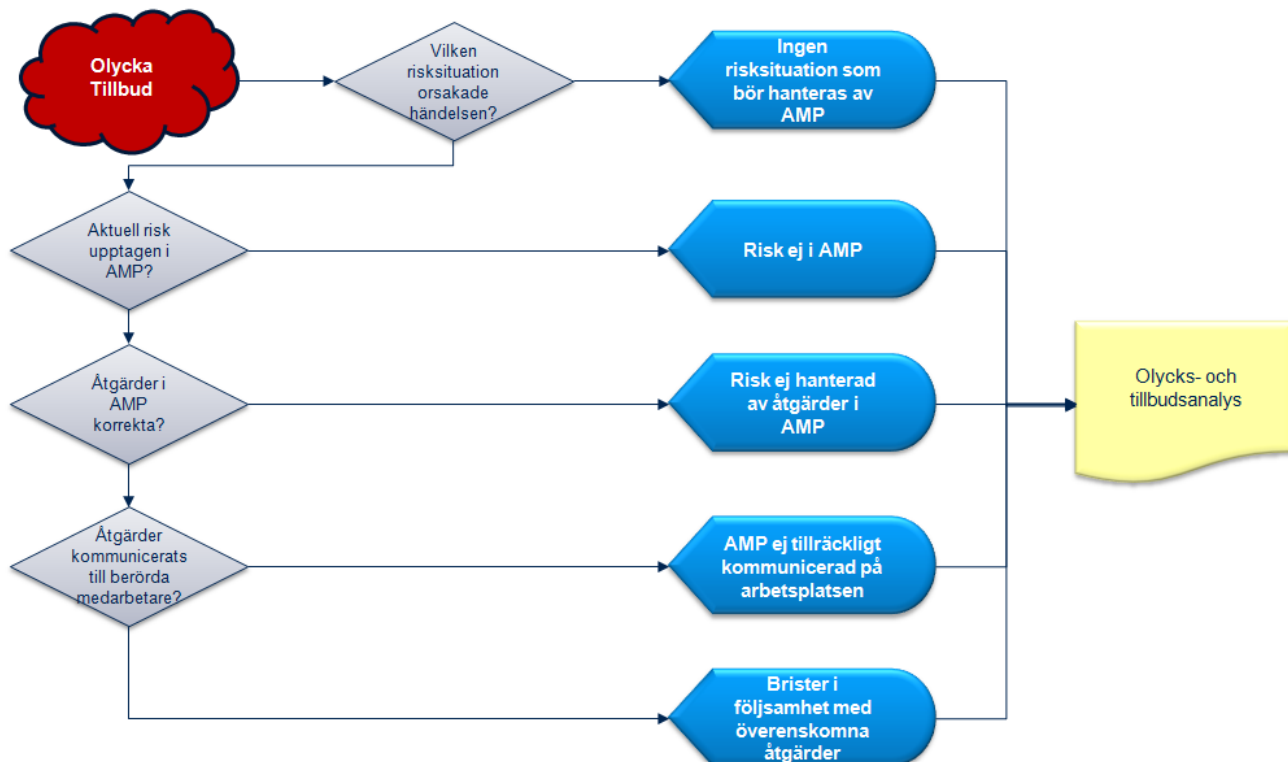 Olycka
Tillbud
Vilken
risksituation
orsakade
händelsen?
Ingen
risksituation som
bör hanteras av
AMP
Aktuell risk
upptagen i
AMP?
Risk ej i AMP
Åtgärder i
AMP
korrekta?
Risk ej hanterad
av åtgärder i
AMP
Olycks- och
tillbudsanalys
Åtgärder
kommunicerats
till berörda
medarbetare?
AMP ej tillräckligt
kommunicerad på
arbetsplatsen
Brister i
följsamhet med
överenskomna
åtgärder